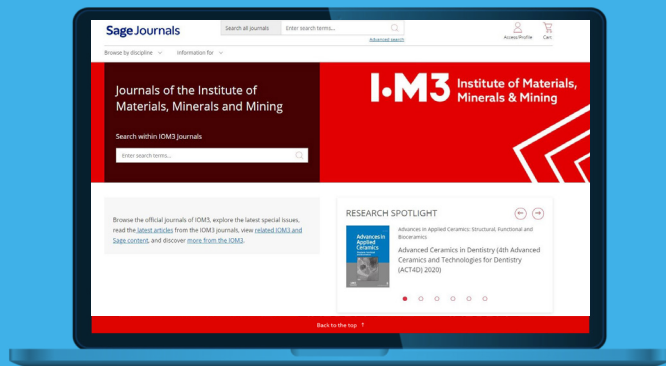 Sage Journals
Search all journals
Enter search terms...
Advanced search
Access/Profile
Cart
Browse by discipline
Information for
Journals of the Institute of
Materials, Minerals and Mining
Search within IOM3 Journals
Enter search terms...
I•M3 Institute of Materials,
Minerals & Mining
Browse the official journals of IOM3, explore the latest special issues,
read the latest articles from the IOM3 journals, view related IOM3 and
Sage content, and discover more from the IOM3.
RESEARCH SPOTLIGHT
Advances in
Applied
Ceramics
Advances in Applied Ceramics: Structural, Functional and
Bioceramics
Advanced Ceramics in Dentistry (4th Advanced
Ceramics and Technologies for Dentistry
(ACT4D) 2020)
Back to the top ↑